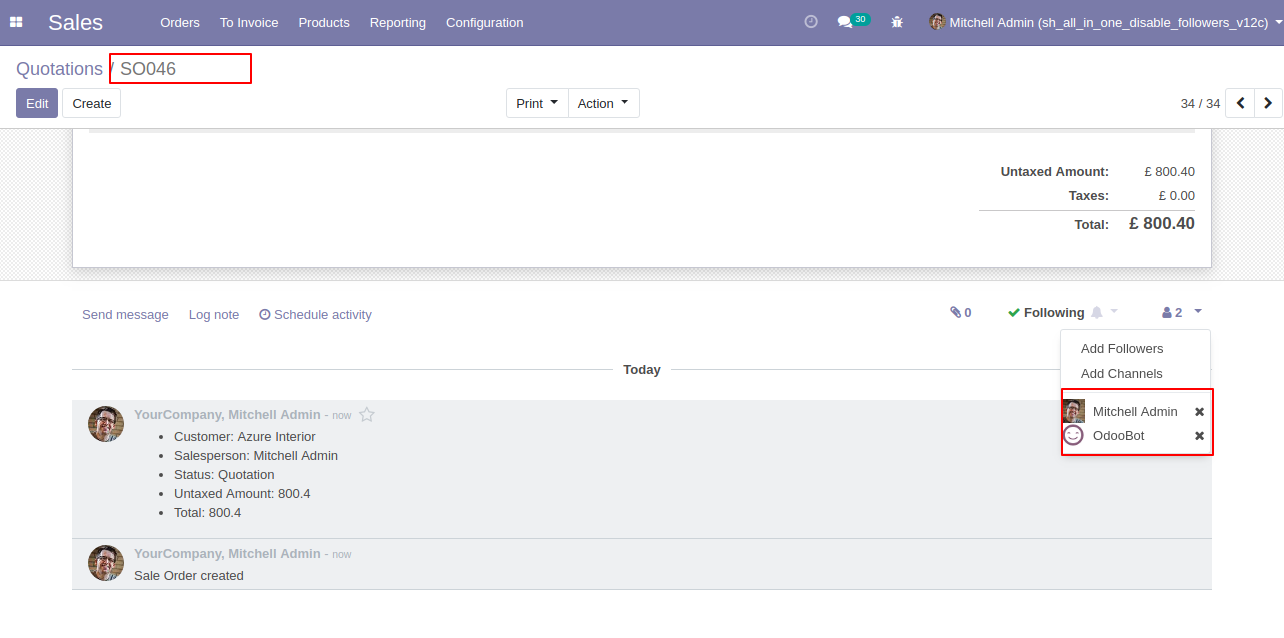 Sales Orders To Invoice Products Reporting Configuration 30 Mitchell Admin (sh_all_in_one_disable_followers_v12c)
Quotations / SO046
Edit Create Print Action 34 / 34
Untaxed Amount: £ 800.40
Taxes: £ 0.00
Total: £ 800.40
Send message Log note Schedule activity 0 Following 2
Add Followers
Add Channels
Today
Mitchell Admin
OdooBot
YourCompany, Mitchell Admin - now
• Customer: Azure Interior
• Salesperson: Mitchell Admin
• Status: Quotation
• Untaxed Amount: 800.4
• Total: 800.4
YourCompany, Mitchell Admin - now
Sale Order created